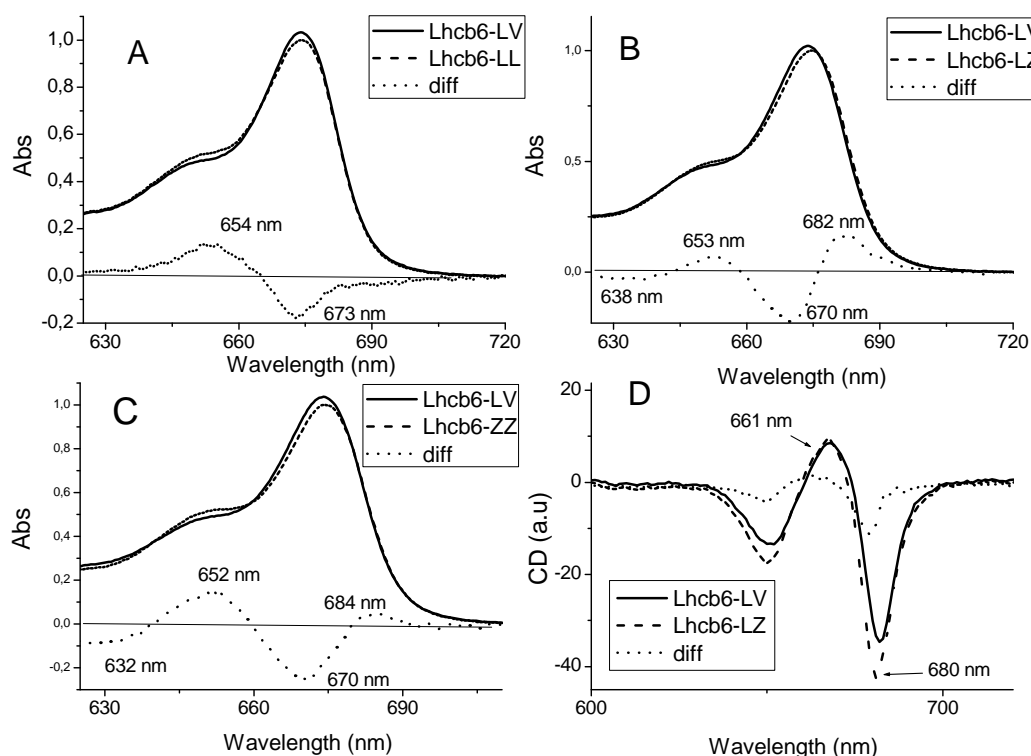 A
Lhcb6-LV
Lhcb6-LL
diff
Abs
1,0
0,8
0,6
0,4
0,2
0,0
-0,2
654 nm
673 nm
630 660 690 720
Wavelength (nm)
B
Lhcb6-LV
Lhcb6-LZ
diff
Abs
1,0
0,5
0,0
653 nm
682 nm
638 nm
670 nm
630 660 690 720
Wavelength (nm)
C
Lhcb6-LV
Lhcb6-ZZ
diff
Abs
1,0
0,8
0,6
0,4
0,2
0,0
-0,2
652 nm
684 nm
632 nm
670 nm
630 660 690
Wavelength (nm)
D
661 nm
CD (a.u)
20
0
-20
-40
Lhcb6-LV
Lhcb6-LZ
diff
680 nm
600 700
Wavelength (nm)